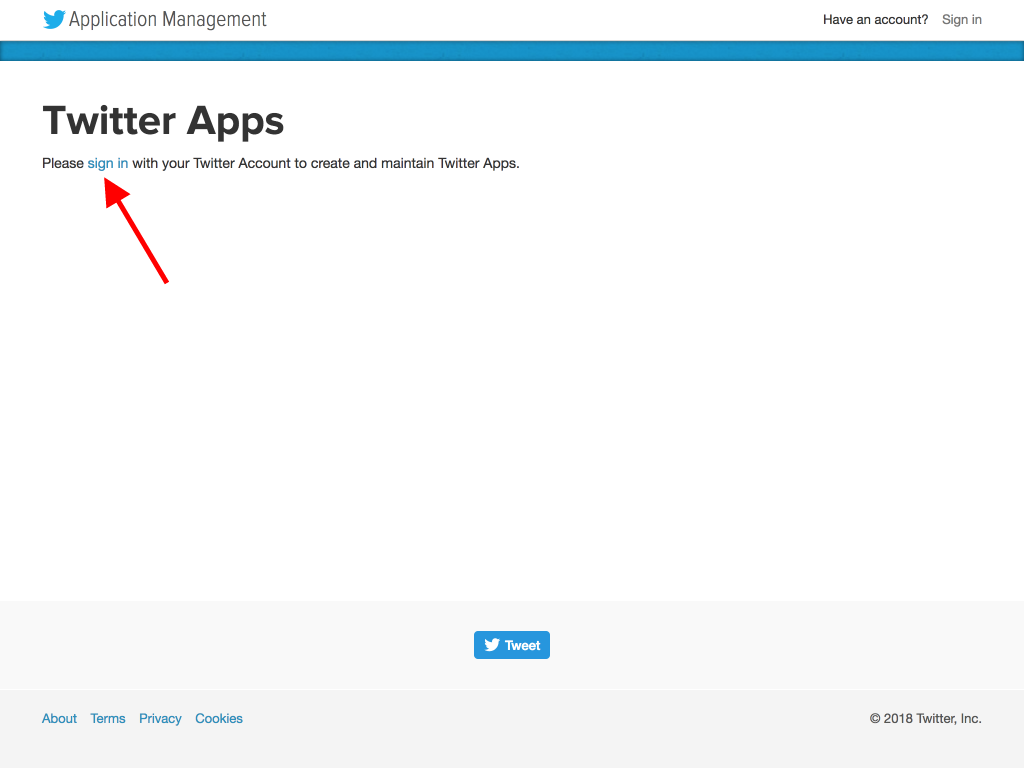 Application Management
Have an account? Sign in
Twitter Apps
Please sign in with your Twitter Account to create and maintain Twitter Apps.
Tweet
About Terms Privacy Cookies
© 2018 Twitter, Inc.